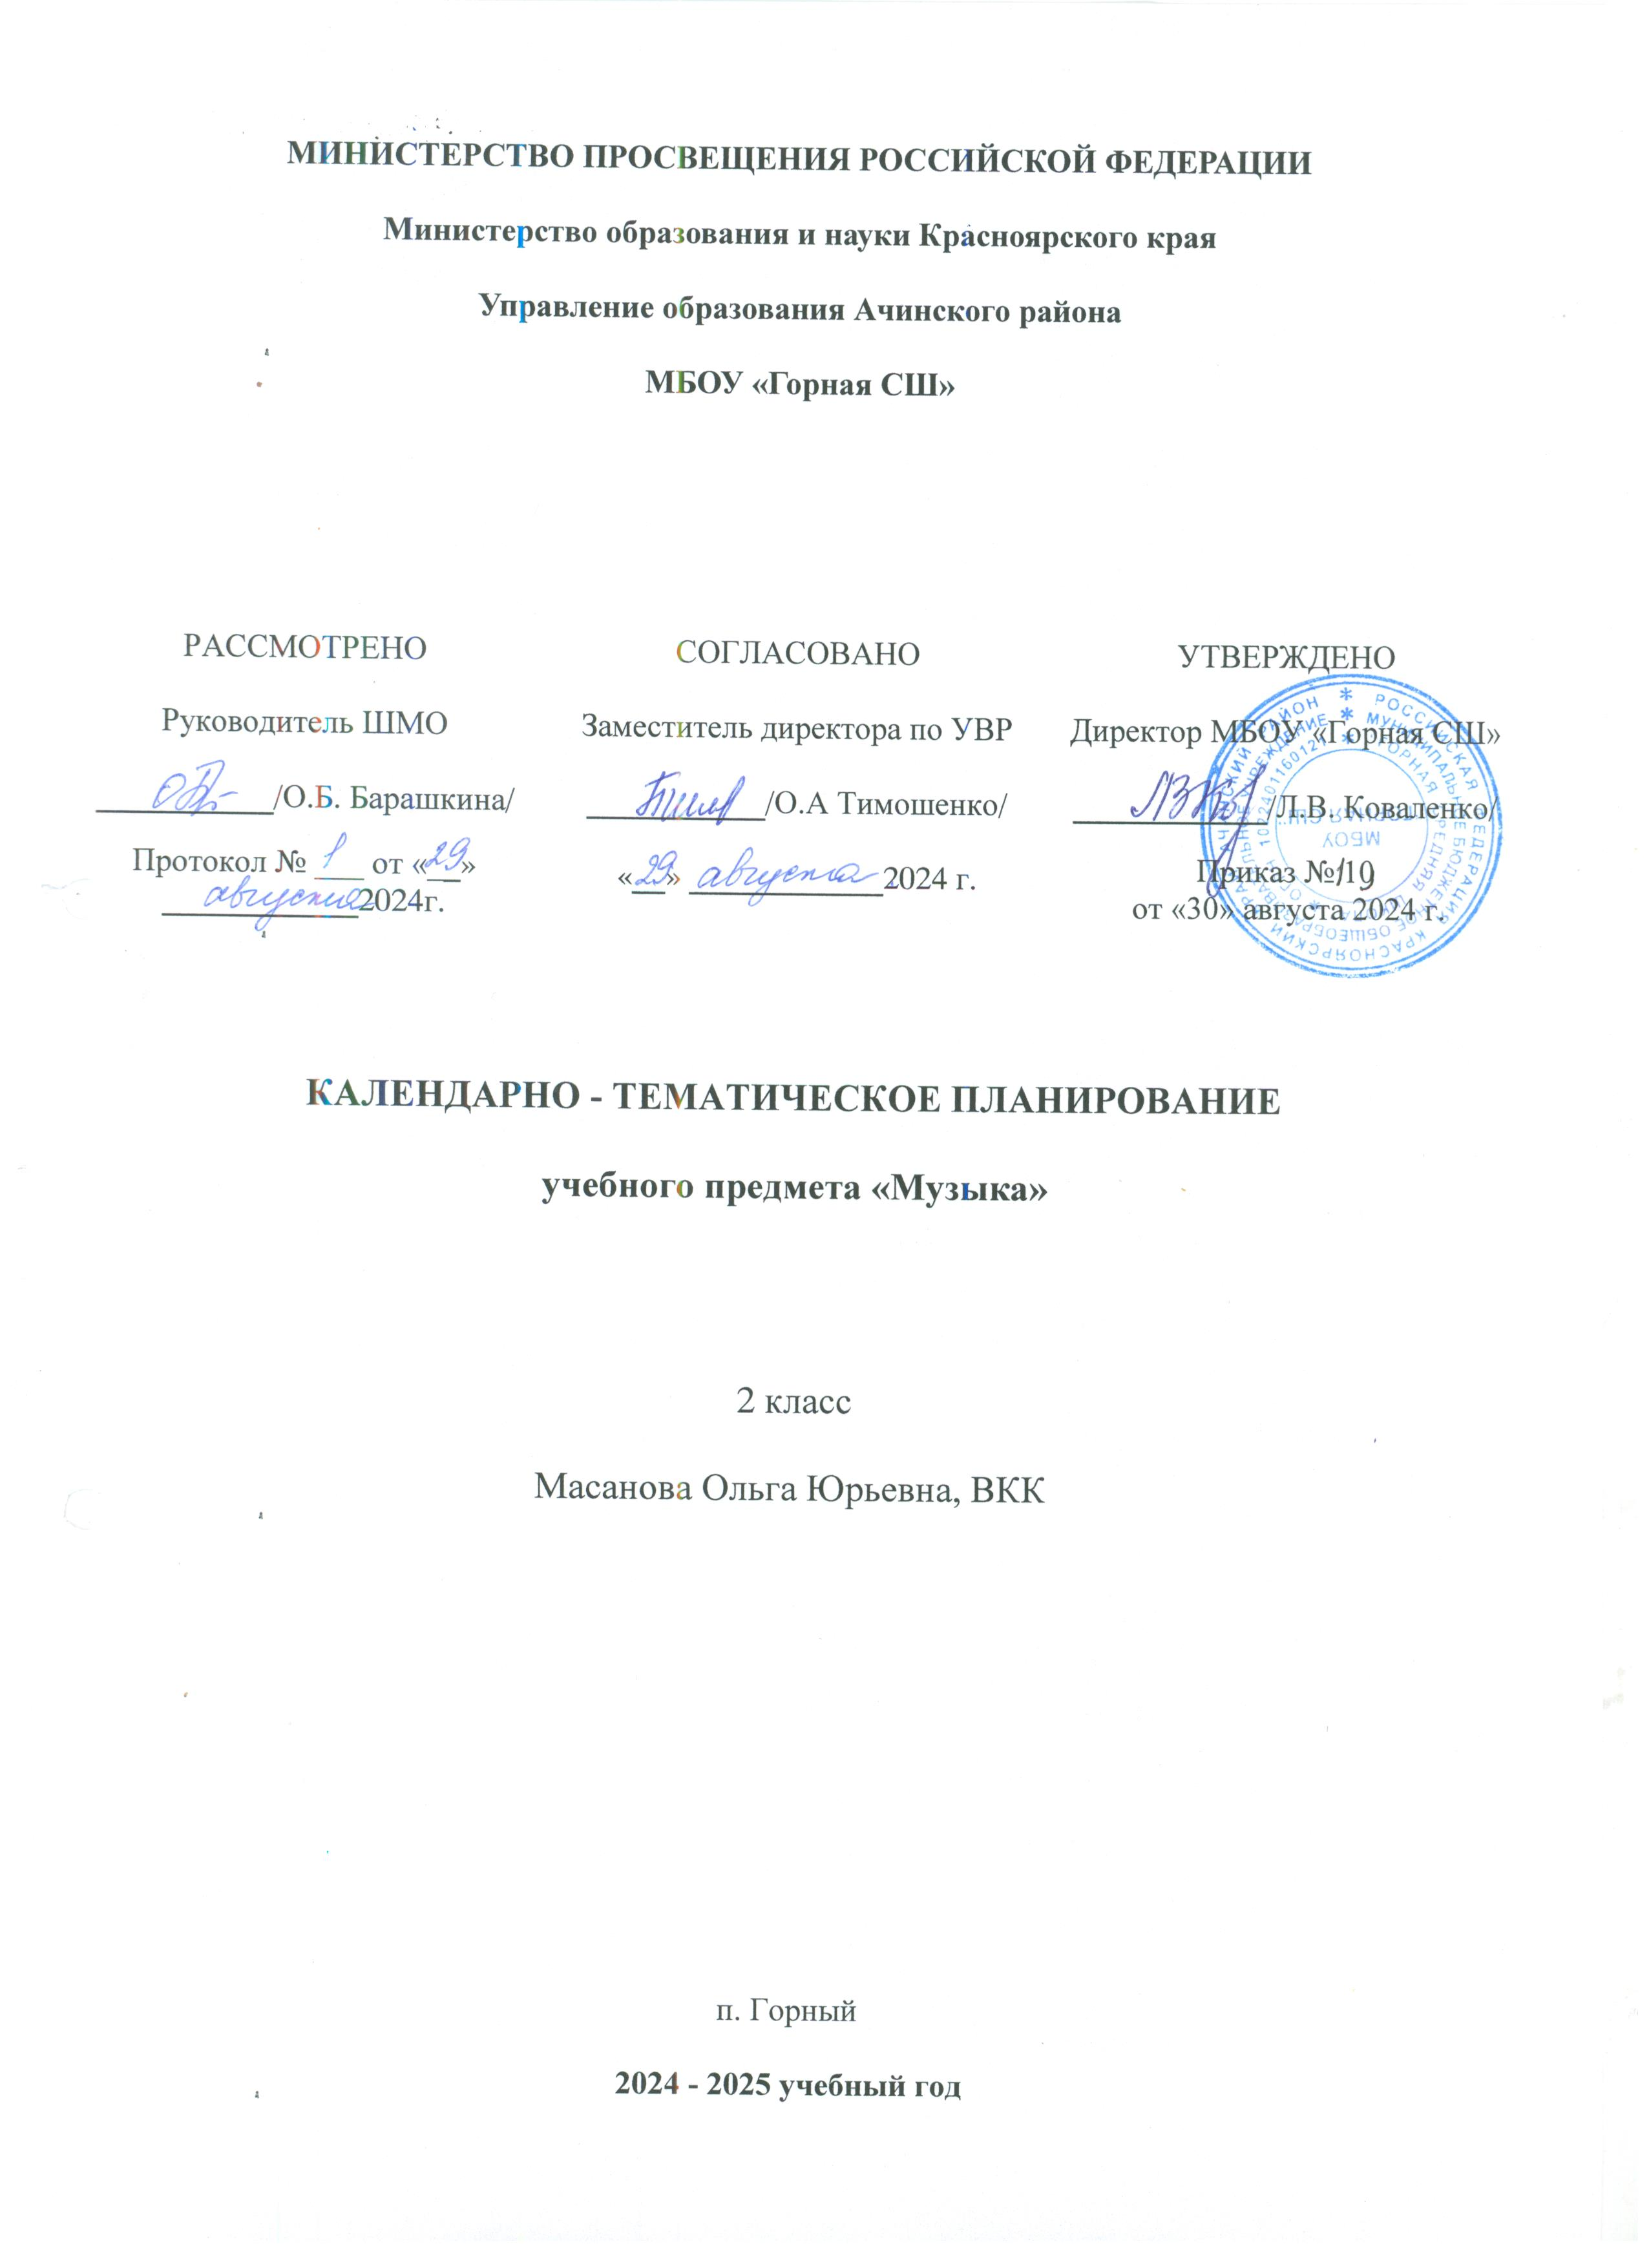 МИНИСТЕРСТВО ПРОСВЕЩЕНИЯ РОССИЙСКОЙ ФЕДЕРАЦИИ
Министерство образования и науки Красноярского края
Управление образования Ачинского района
МБОУ «Горная СШ»
РАССМОТРЕНО
Руководитель ШМО
/О.Б. Барашкина/
Протокол № 1 от «29»
августа 2024г.
СОГЛАСОВАНО
Заместитель директора по УВР
/О.А Тимошенко/
«29» августа 2024 г.
УТВЕРЖДЕНО
Директор МБОУ «Горная СШ»
/Л.В. Коваленко/
Приказ №119
от «30» августа 2024 г.
КАЛЕНДАРНО - ТЕМАТИЧЕСКОЕ ПЛАНИРОВАНИЕ
учебного предмета «Музыка»
2 класс
Масанова Ольга Юрьевна, ВКК
п. Горный
2024 - 2025 учебный год